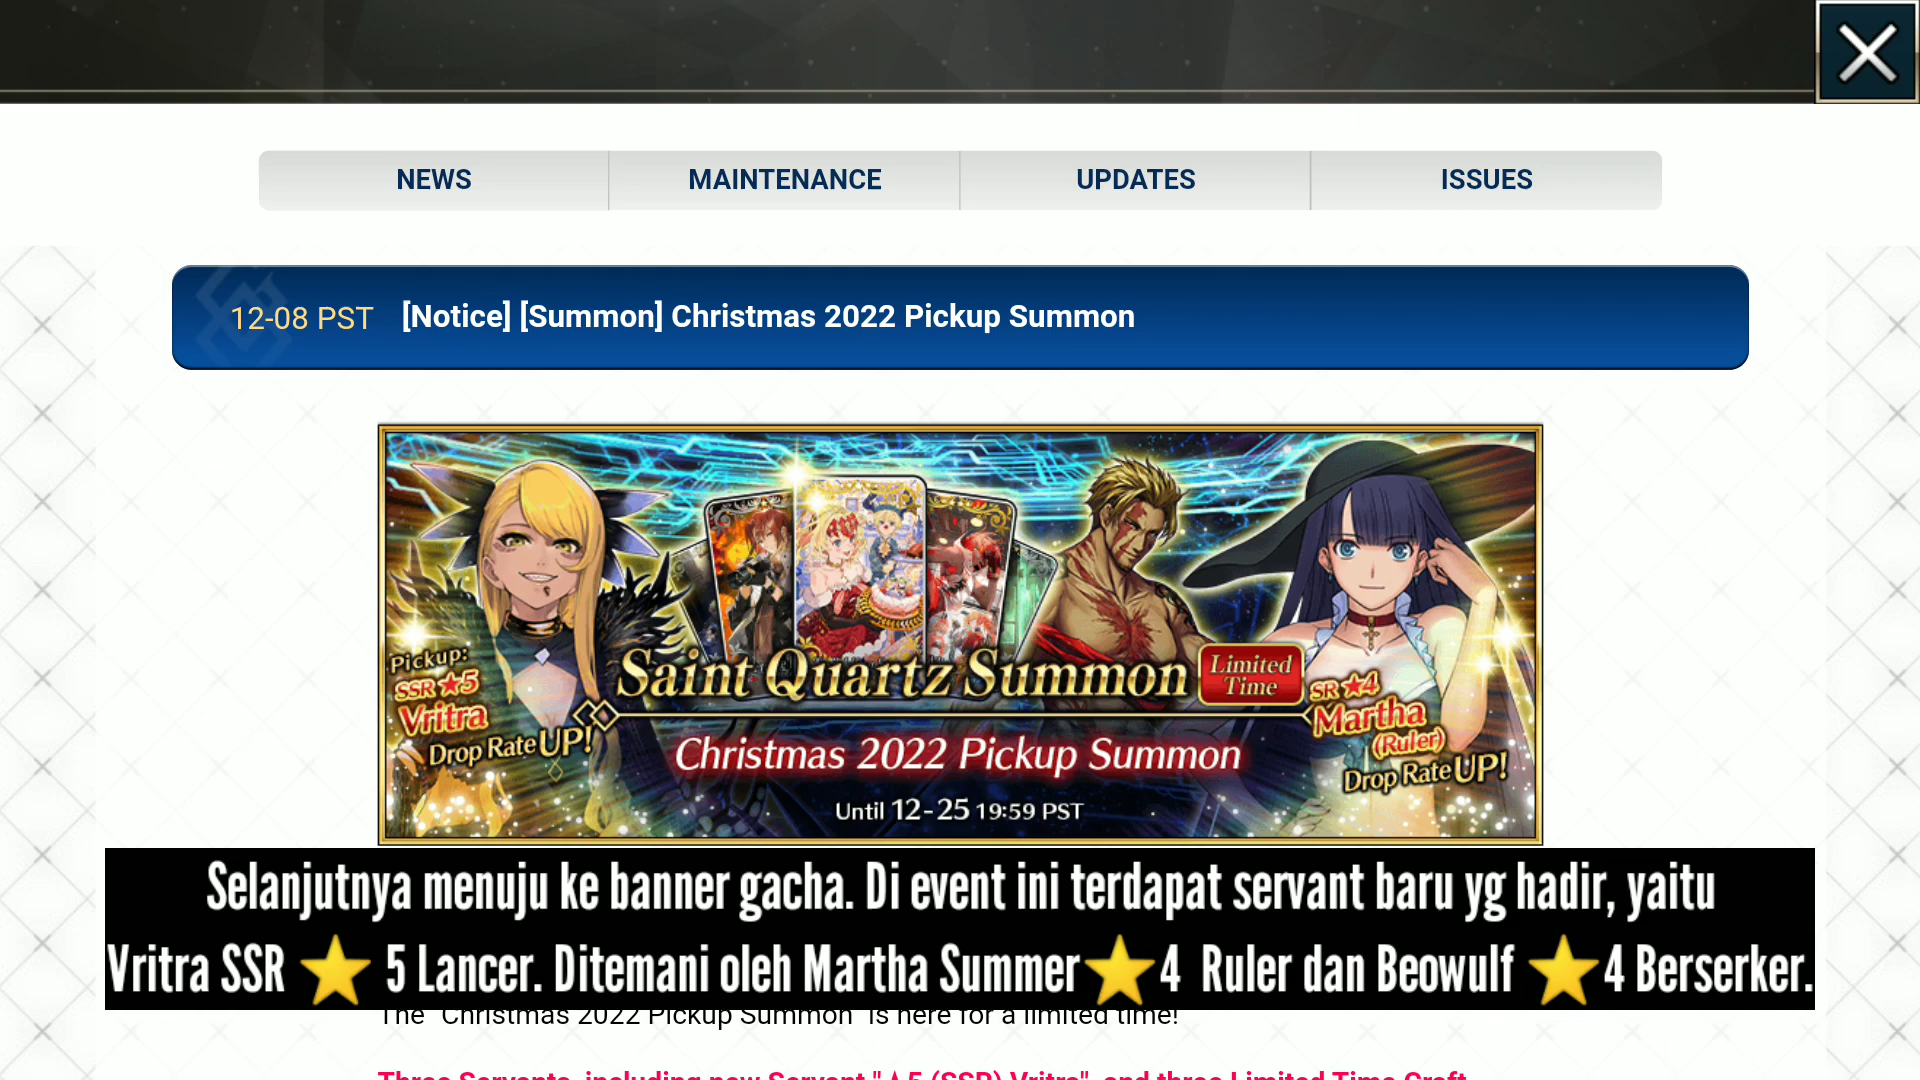 NEWS
MAINTENANCE
UPDATES
ISSUES
12-08 PST [Notice] [Summon] Christmas 2022 Pickup Summon
Pickup:
SSR ★5
Vritra
Drop Rate UP!
Saint Quartz Summon
Limited
Time
SR ★4
Martha
(Ruler)
Drop Rate UP!
Christmas 2022 Pickup Summon
Until 12-25 19:59 PST
Selanjutnya menuju ke banner gacha. Di event ini terdapat servant baru yg hadir, yaitu
Vritra SSR ⭐ 5 Lancer. Ditemani oleh Martha Summer⭐4 Ruler dan Beowulf ⭐4 Berserker.
The "Christmas 2022 Pickup Summon" is here for a limited time!
Three Servants, including new Servant "★5 (SSR) Vritra", and three Limited Time Craft